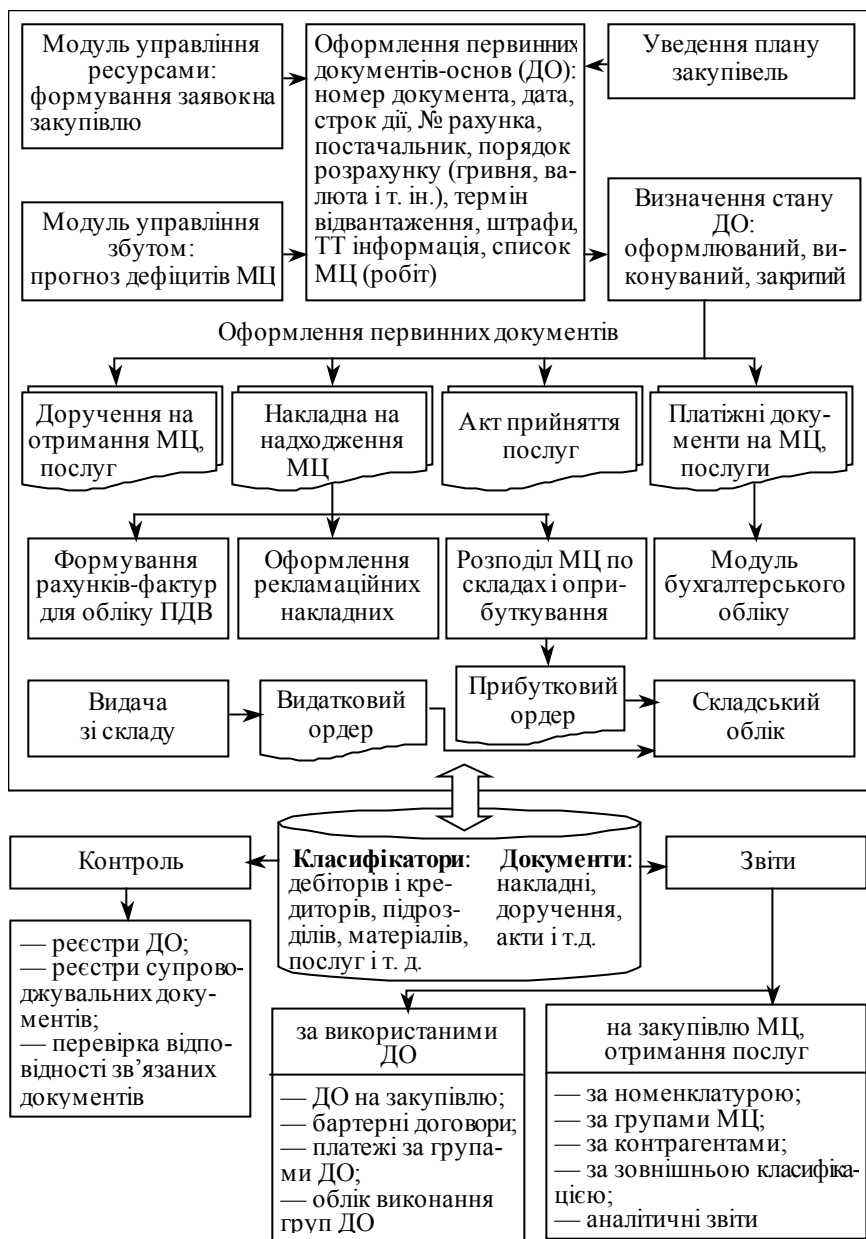 Модуль управління
ресурсами:
формування заявокна
закупівлю
Оформлення первинних
документів-основ (ДО):
номер документа, дата,
строк дії, № рахунка,
постачальник, порядок
розрахунку (гривня, ва-
люта і т. ін.), термін
відвантаження, штрафи,
ТТ інформація, список
МЦ (робіт)
Уведення плану
закупівель
Модуль управління
збутом:
прогноз дефіцитів МЦ
Визначення стану
ДО:
оформлюваний, ви-
конуваний, закритий
Оформлення первинних документів
Доручення на
отримання МЦ,
послуг
Накладна на
надходження
МЦ
Акт прийняття
послуг
Платіжні доку-
менти на МЦ,
послуги
Формування
рахунків-фактур
для обліку ПДВ
Оформлення
рекламаційних
накладних
Розподіл МЦ по
складах і опри-
буткування
Модуль
бухгалтерського
обліку
Видача
зі складу
Видатковий
ордер
Прибутковий
ордер
Складський
облік
Контроль
Класифікатори:
дебіторів і кре-
диторів, підроз-
ділів, матеріалів,
послуг і т. д.
Документи:
накладні,
доручення,
акти і т.д.
Звіти
— реєстри ДО;
— реєстри супрово-
джувальних доку-
ментів;
— перевірка відпо-
відності зв’язаних
документів
за використаними
ДО
— ДО на закупівлю;
— бартерні договори;
— платежі за група-
ми ДО;
— облік виконання
груп ДО
на закупівлю МЦ,
отримання послуг
— за номенклатурою;
— за групами МЦ;
— за контрагентами;
— за зовнішньою класифіка-
цією;
— аналітичні звіти